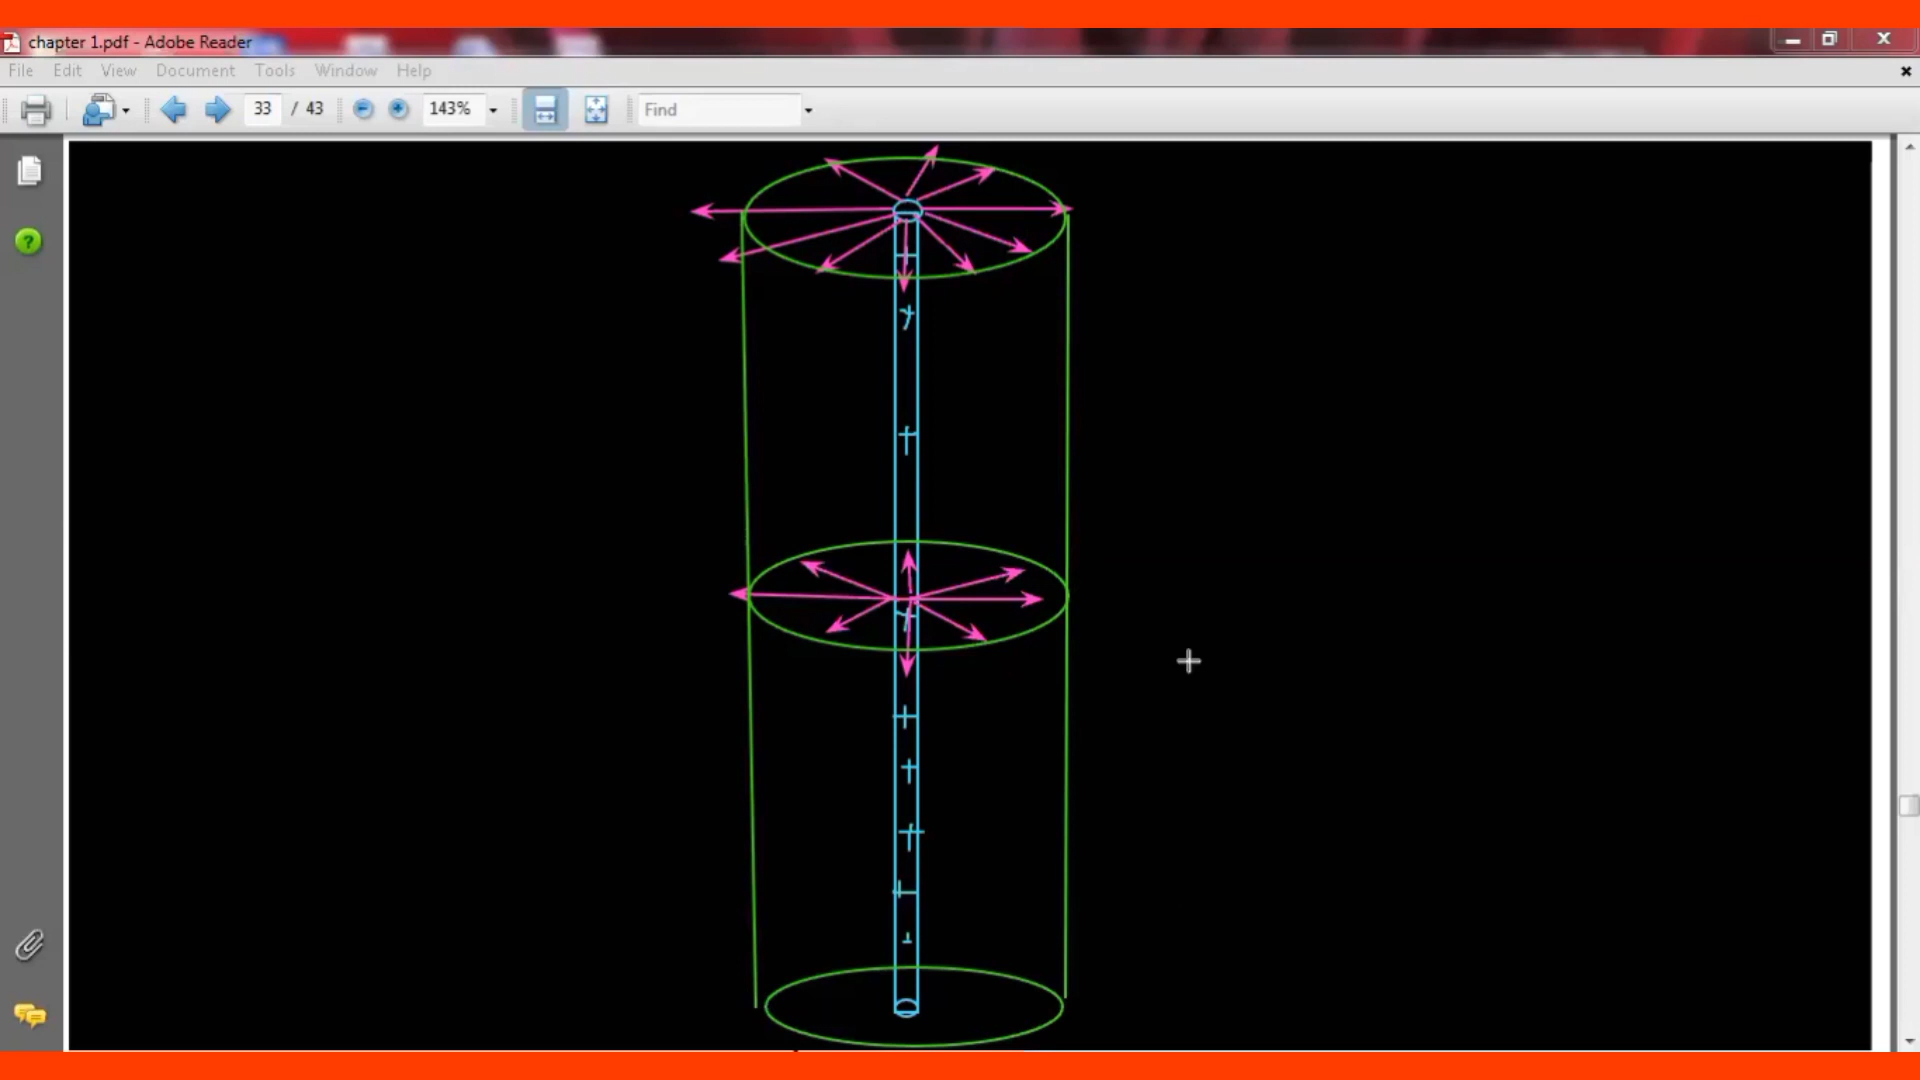 chapter 1.pdf - Adobe Reader
File Edit View Document Tools Window Help
33 / 43 143% Find